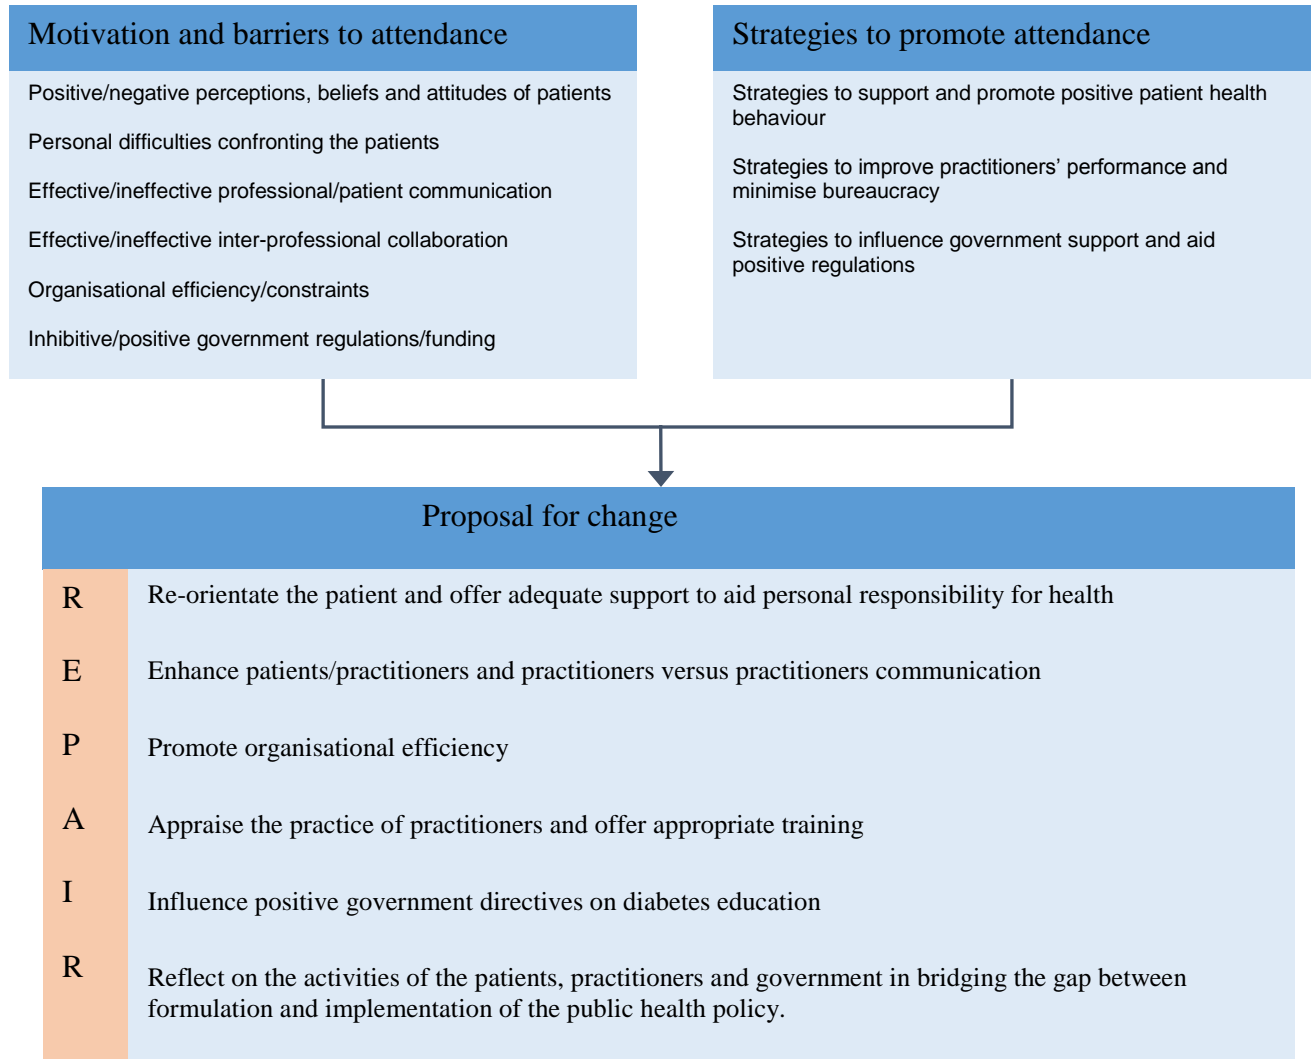 Motivation and barriers to attendance
Positive/negative perceptions, beliefs and attitudes of patients
Personal difficulties confronting the patients
Effective/ineffective professional/patient communication
Effective/ineffective inter-professional collaboration
Organisational efficiency/constraints
Inhibitive/positive government regulations/funding
Strategies to promote attendance
Strategies to support and promote positive patient health
behaviour
Strategies to improve practitioners’ performance and
minimise bureaucracy
Strategies to influence government support and aid
positive regulations
Proposal for change
R Re-orientate the patient and offer adequate support to aid personal responsibility for health
E Enhance patients/practitioners and practitioners versus practitioners communication
P Promote organisational efficiency
A Appraise the practice of practitioners and offer appropriate training
I Influence positive government directives on diabetes education
R Reflect on the activities of the patients, practitioners and government in bridging the gap between
formulation and implementation of the public health policy.